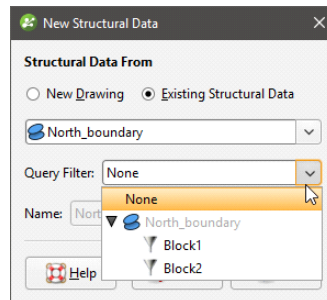 New Structural Data
Structural Data From
New Drawing Existing Structural Data
North_boundary
Query Filter: None
None
Name: Nort
North_boundary
Block1
Block2
Help